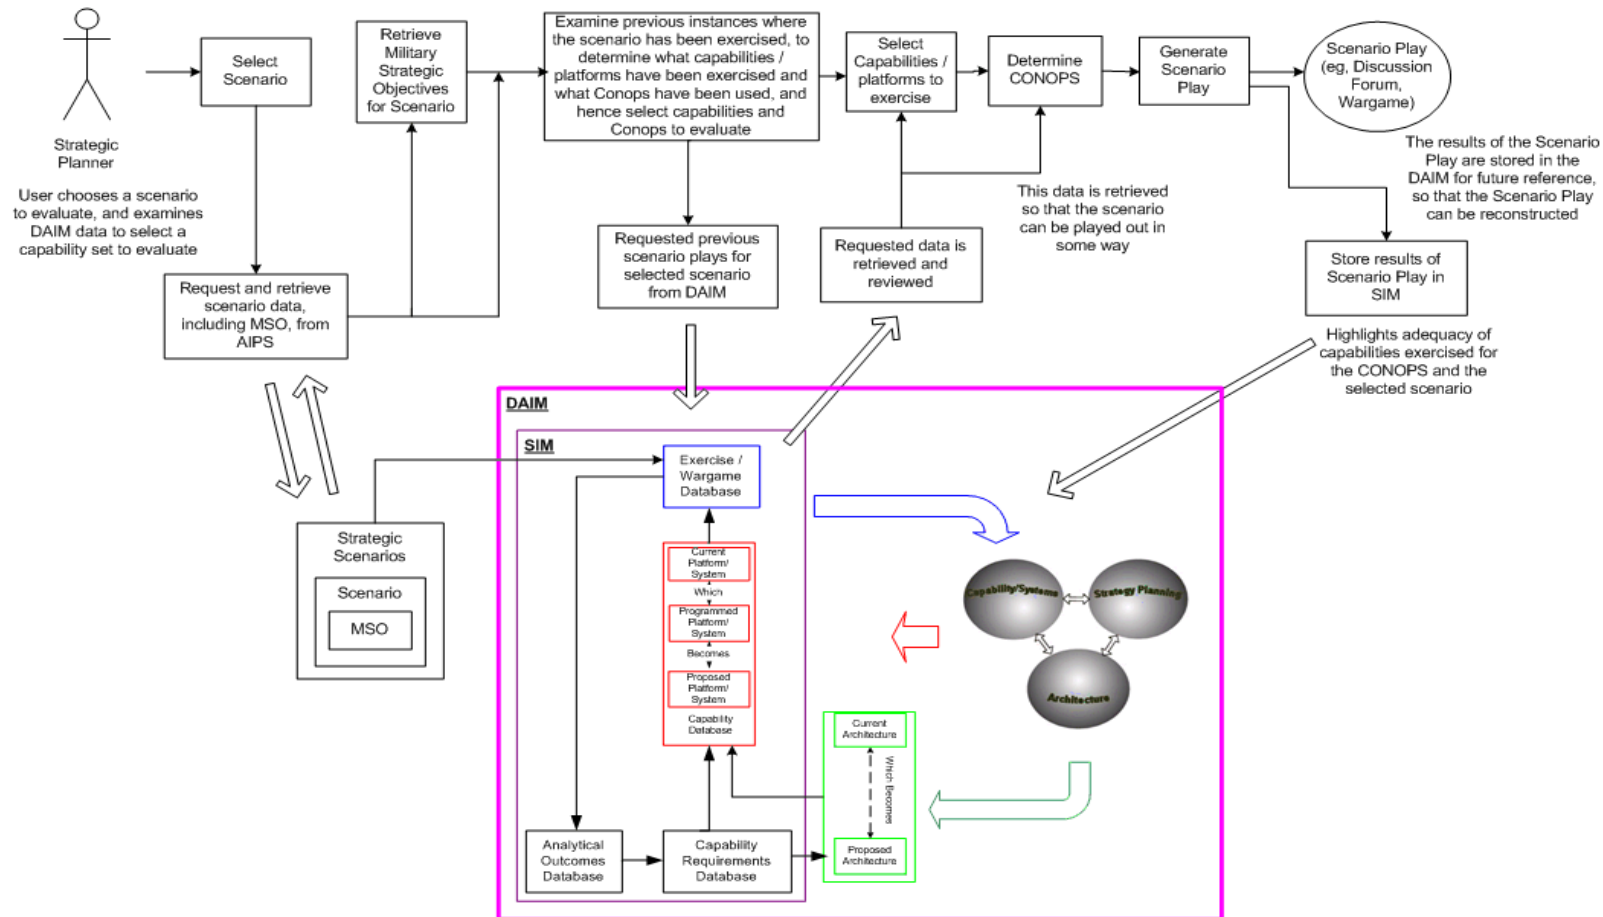 Strategic
Planner
User chooses a scenario
to evaluate, and examines
DAIM data to select a
capability set to evaluate
Select
Scenario
Retrieve
Military
Strategic
Objectives
for Scenario
Examine previous instances where
the scenario has been exercised, to
determine what capabilities /
platforms have been exercised and
what Conops have been used, and
hence select capabilities and
Conops to evaluate
Select
Capabilities /
platforms to
exercise
Determine
CONOPS
Generate
Scenario
Play
Scenario Play
(eg, Discussion
Forum,
Wargame)
The results of the Scenario
Play are stored in the
DAIM for future reference,
so that the Scenario Play
can be reconstructed
This data is retrieved
so that the scenario
can be played out in
some way
Requested previous
scenario plays for
selected scenario
from DAIM
Requested data is
retrieved and
reviewed
Store results of
Scenario Play in
SIM
Request and retrieve
scenario data,
including MSO, from
AIPS
Highlights adequacy of
capabilities exercised for
the CONOPS and the
selected scenario
DAIM
SIM
Exercise /
Wargame
Database
Strategic
Scenarios
Scenario
MSO
Current
Platform/
System
Which
Programmed
Platform/
System
Becomes
Proposed
Platform/
System
Capability
Database
Capability/Systems
Strategy Planning
Architecture
Current
Architecture
Which Becomes
Proposed
Architecture
Analytical
Outcomes
Database
Capability
Requirements
Database